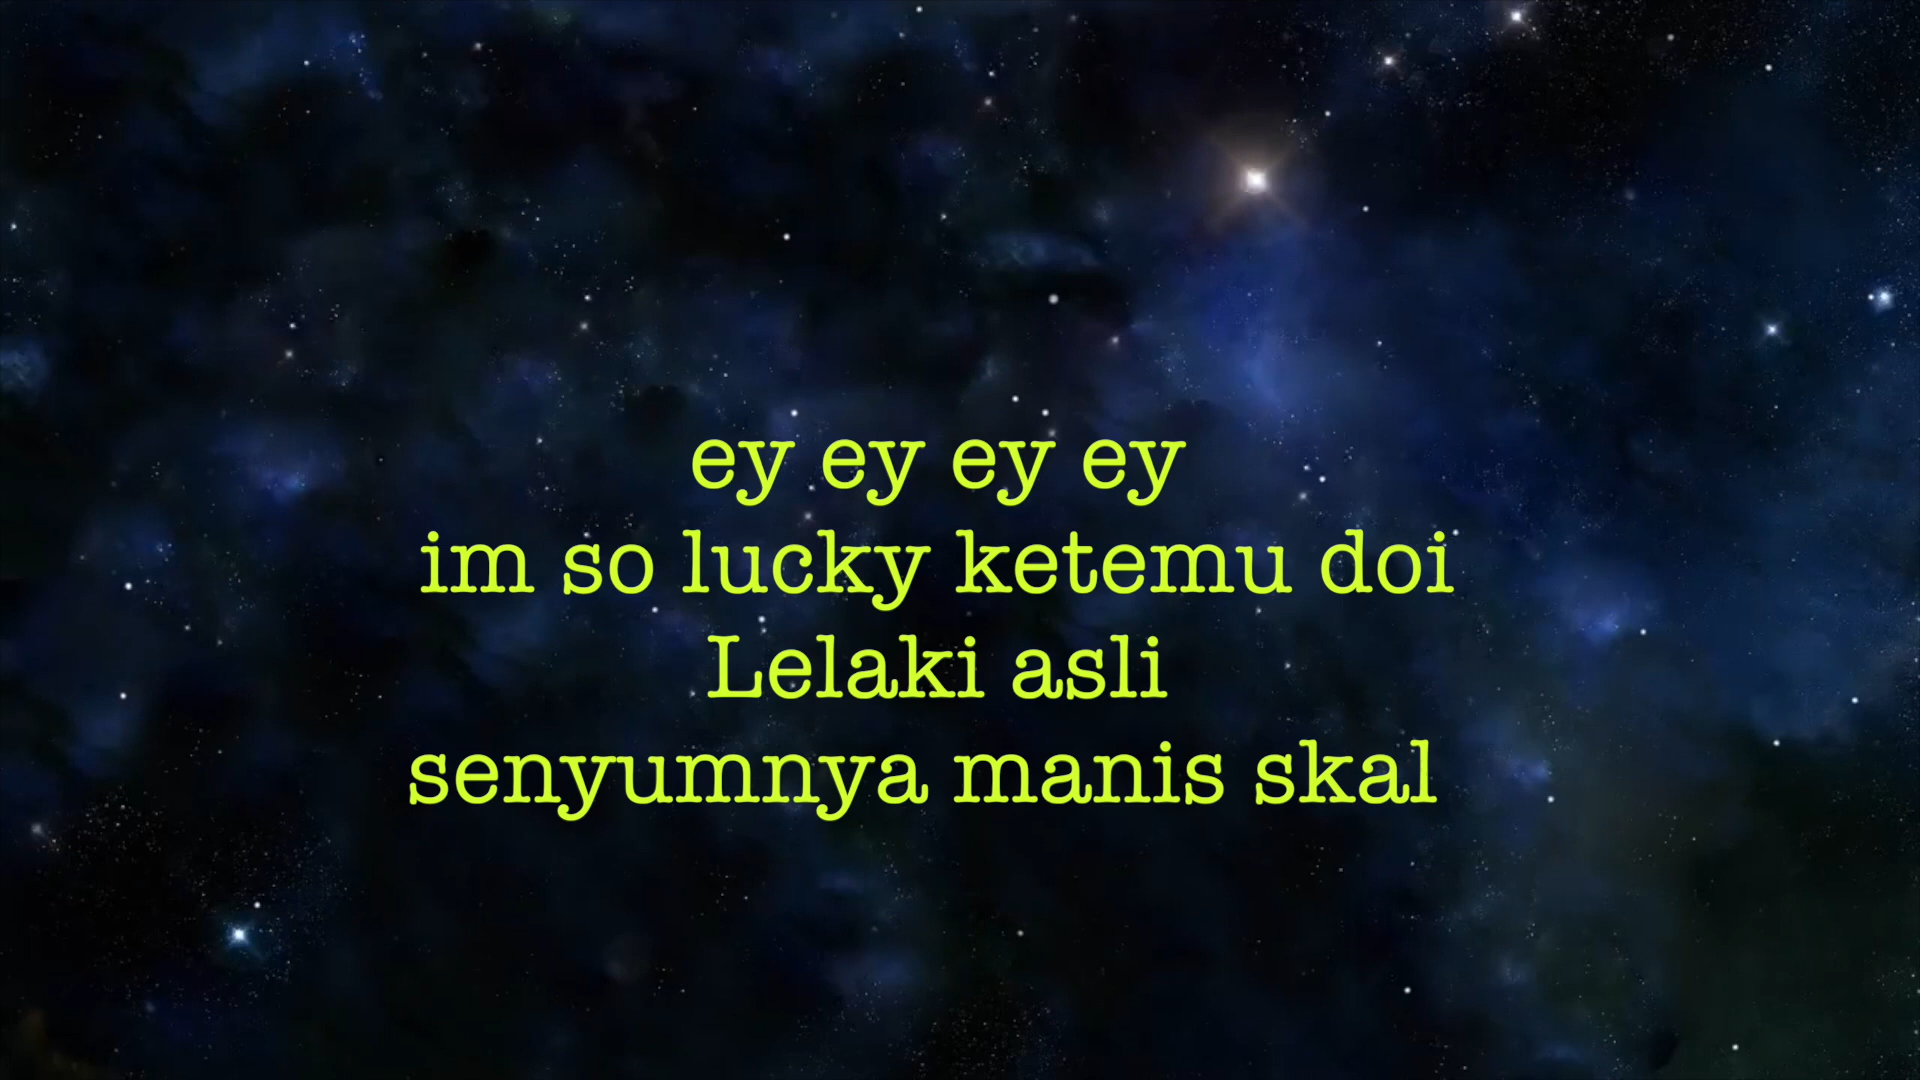 ey ey ey ey
im so lucky ketemu doi
Lelaki asli
senyumnya manis skal